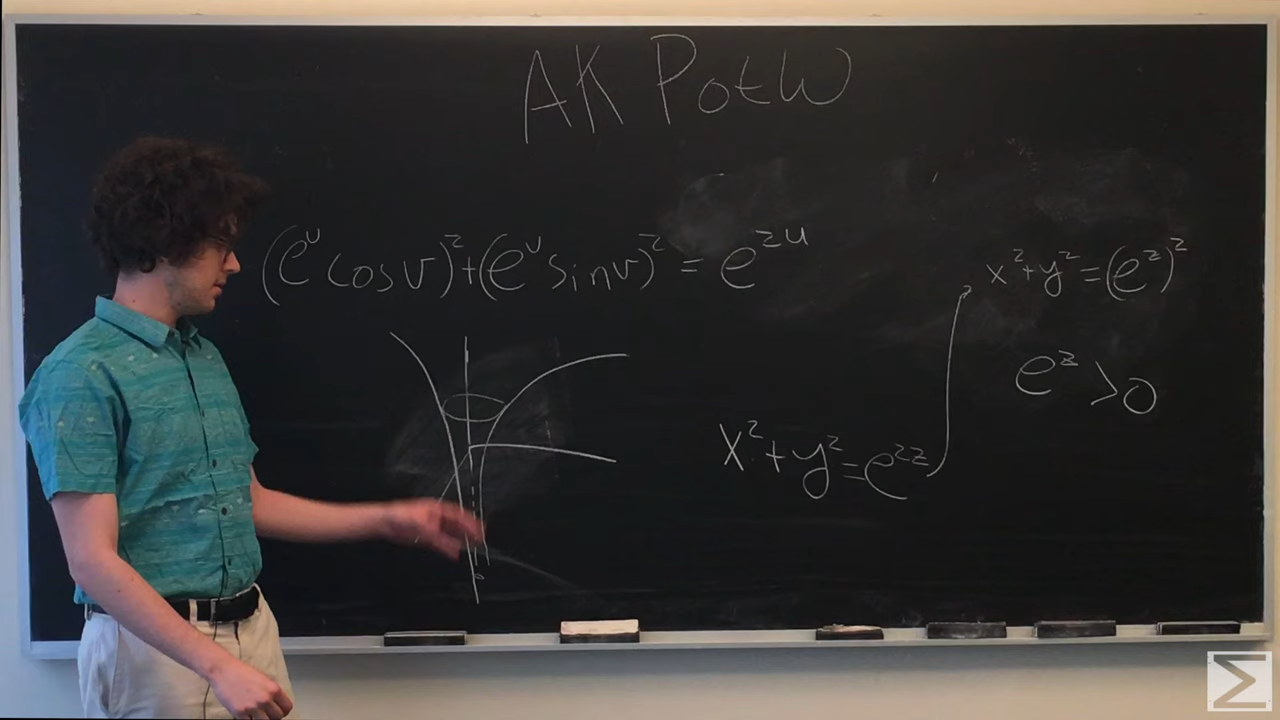 AK PotW
(e^u cos v)^2 + (e^u sin v)^2 = e^{2u}
x^2 + y^2 = (e^z)^2
e^z > 0
x^2 + y^2 = e^{2z}
Σ